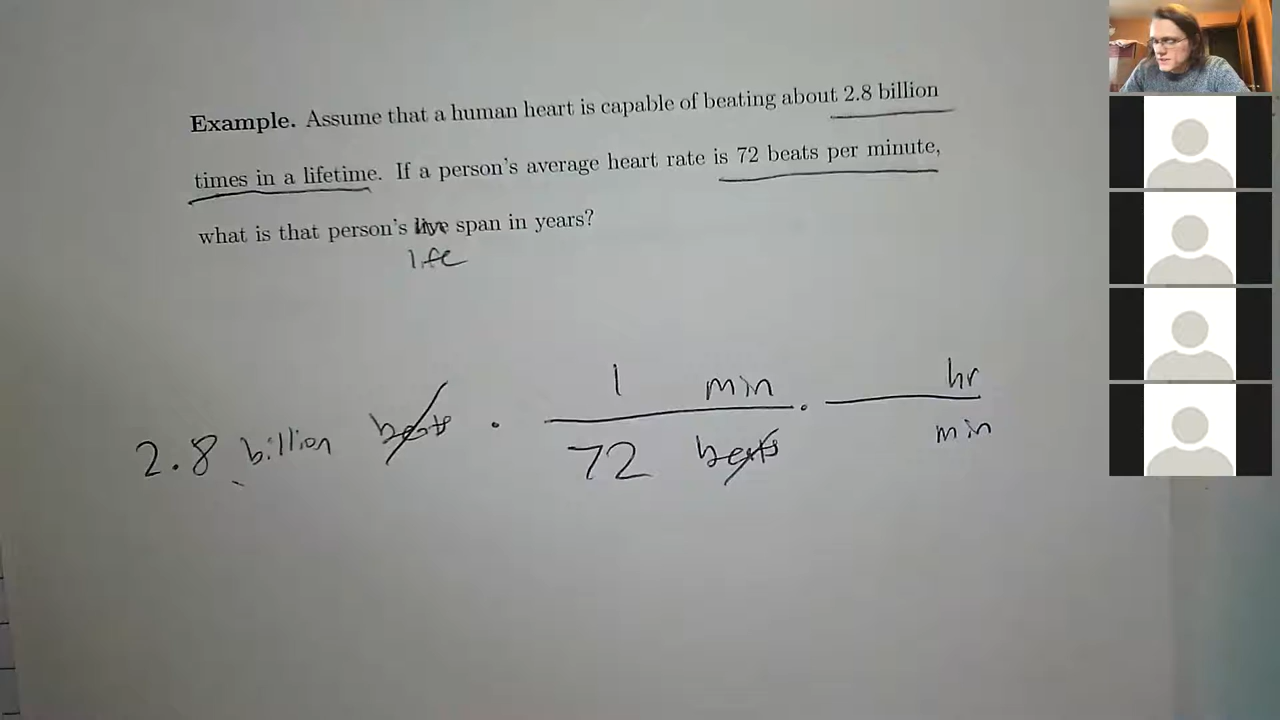 Example. Assume that a human heart is capable of beating about 2.8 billion
times in a lifetime. If a person's average heart rate is 72 beats per minute,
what is that person's live span in years?
life
1 min hr
2.8 billion beats · 72 beats · min